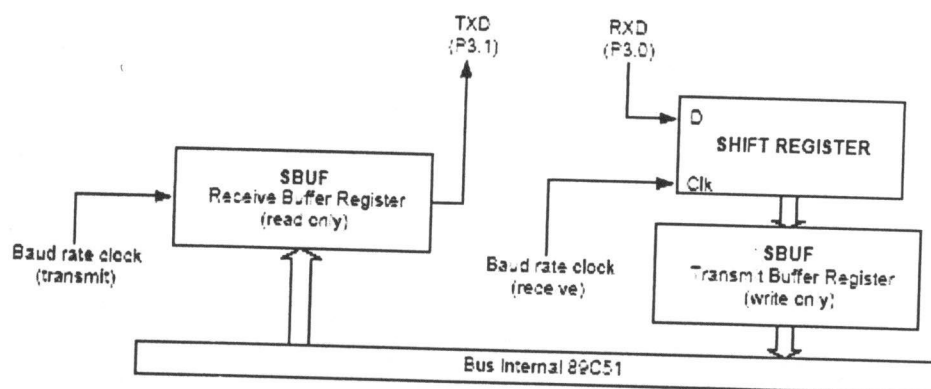 TXD
(P3.1)
RXD
(P3.0)
D
SHIFT REGISTER
Clk
SBUF
Receive Buffer Register
(read only)
Baud rate clock
(transmit)
Baud rate clock
(receive)
SBUF
Transmit Buffer Register
(write only)
Bus Internal 89C51